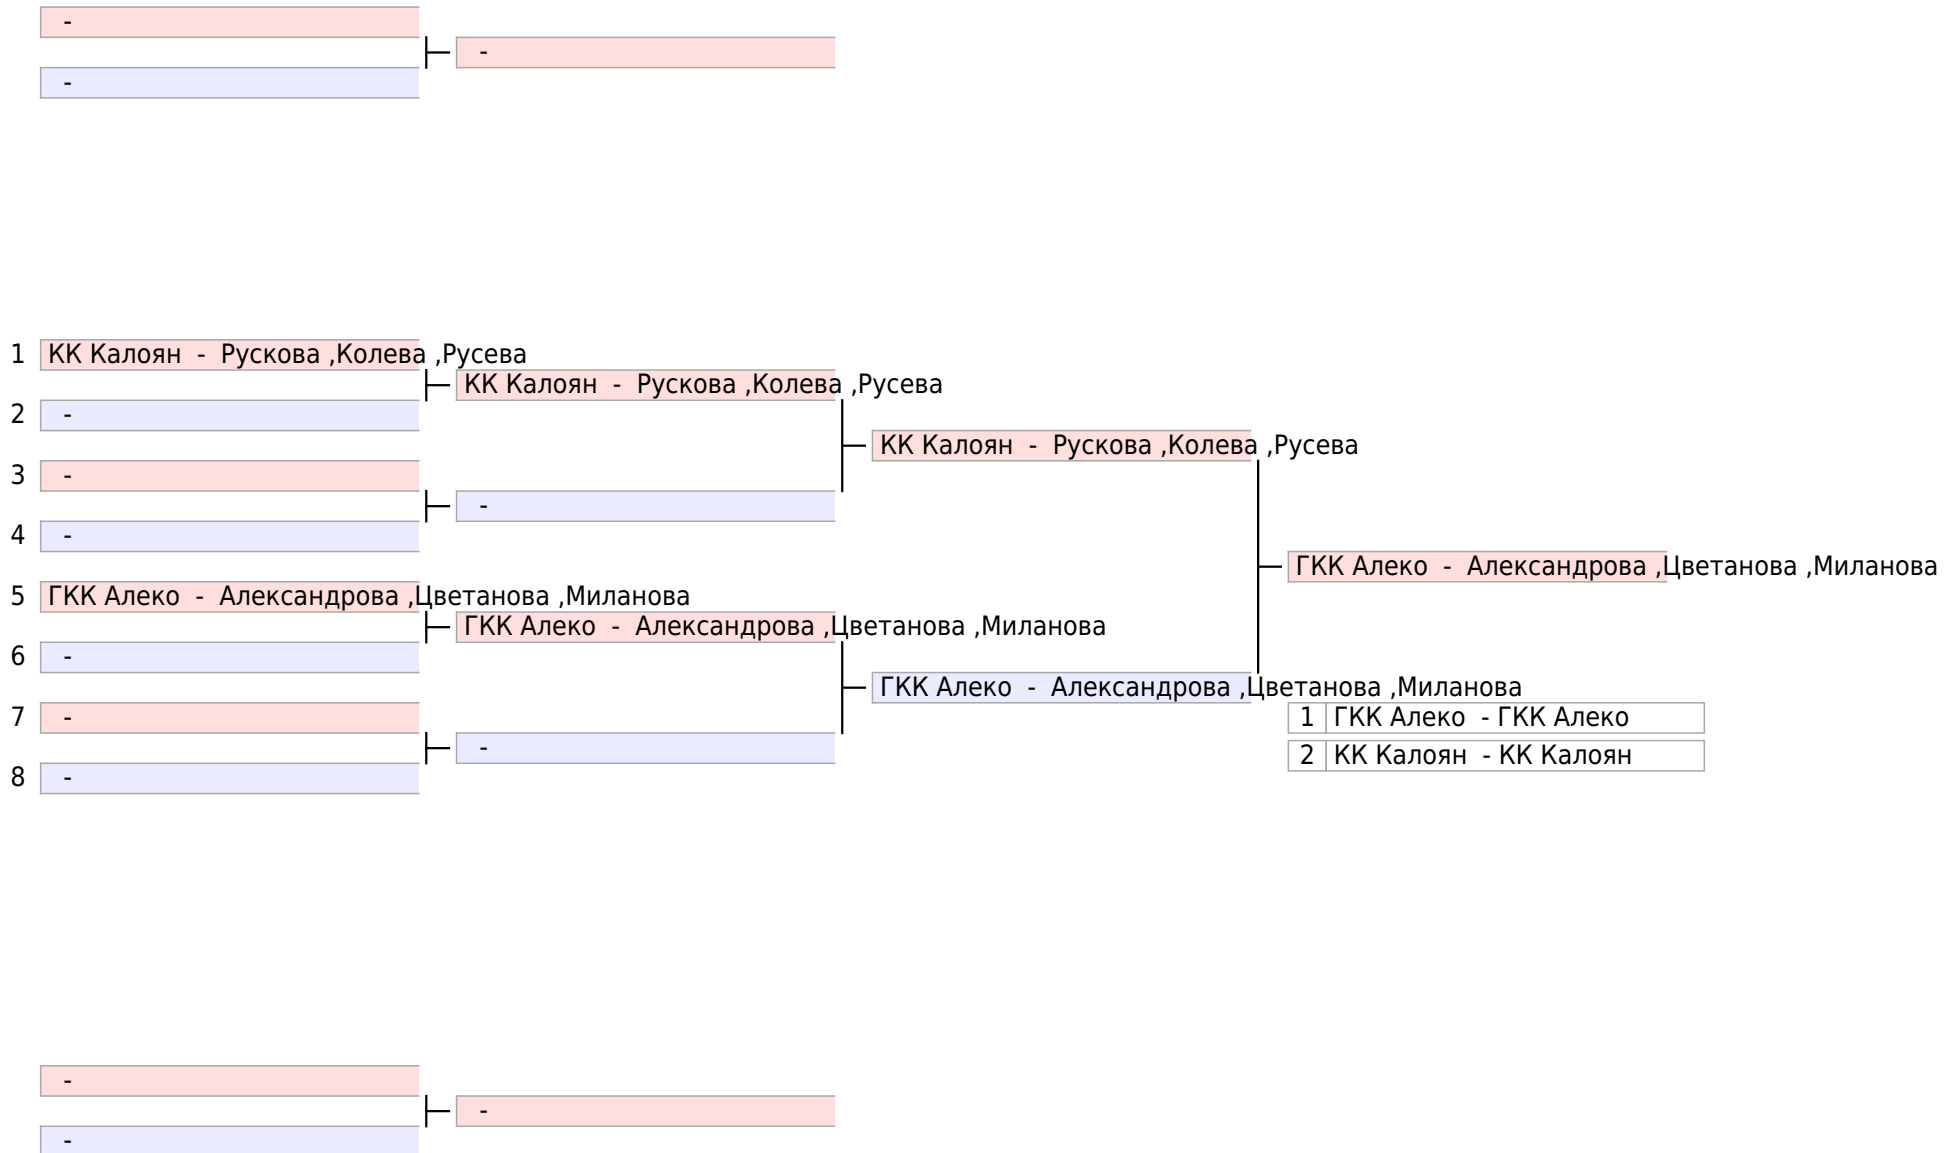 -
-
-
1 КК Калоян - Рускова ,Колева ,Русева
КК Калоян - Рускова ,Колева ,Русева
2 -
КК Калоян - Рускова ,Колева ,Русева
3 -
-
4 -
ГКК Алеко - Александрова ,Цветанова ,Миланова
5 ГКК Алеко - Александрова ,Цветанова ,Миланова
ГКК Алеко - Александрова ,Цветанова ,Миланова
6 -
ГКК Алеко - Александрова ,Цветанова ,Миланова
7 -
1 ГКК Алеко - ГКК Алеко
-
2 КК Калоян - КК Калоян
8 -
-
-
-